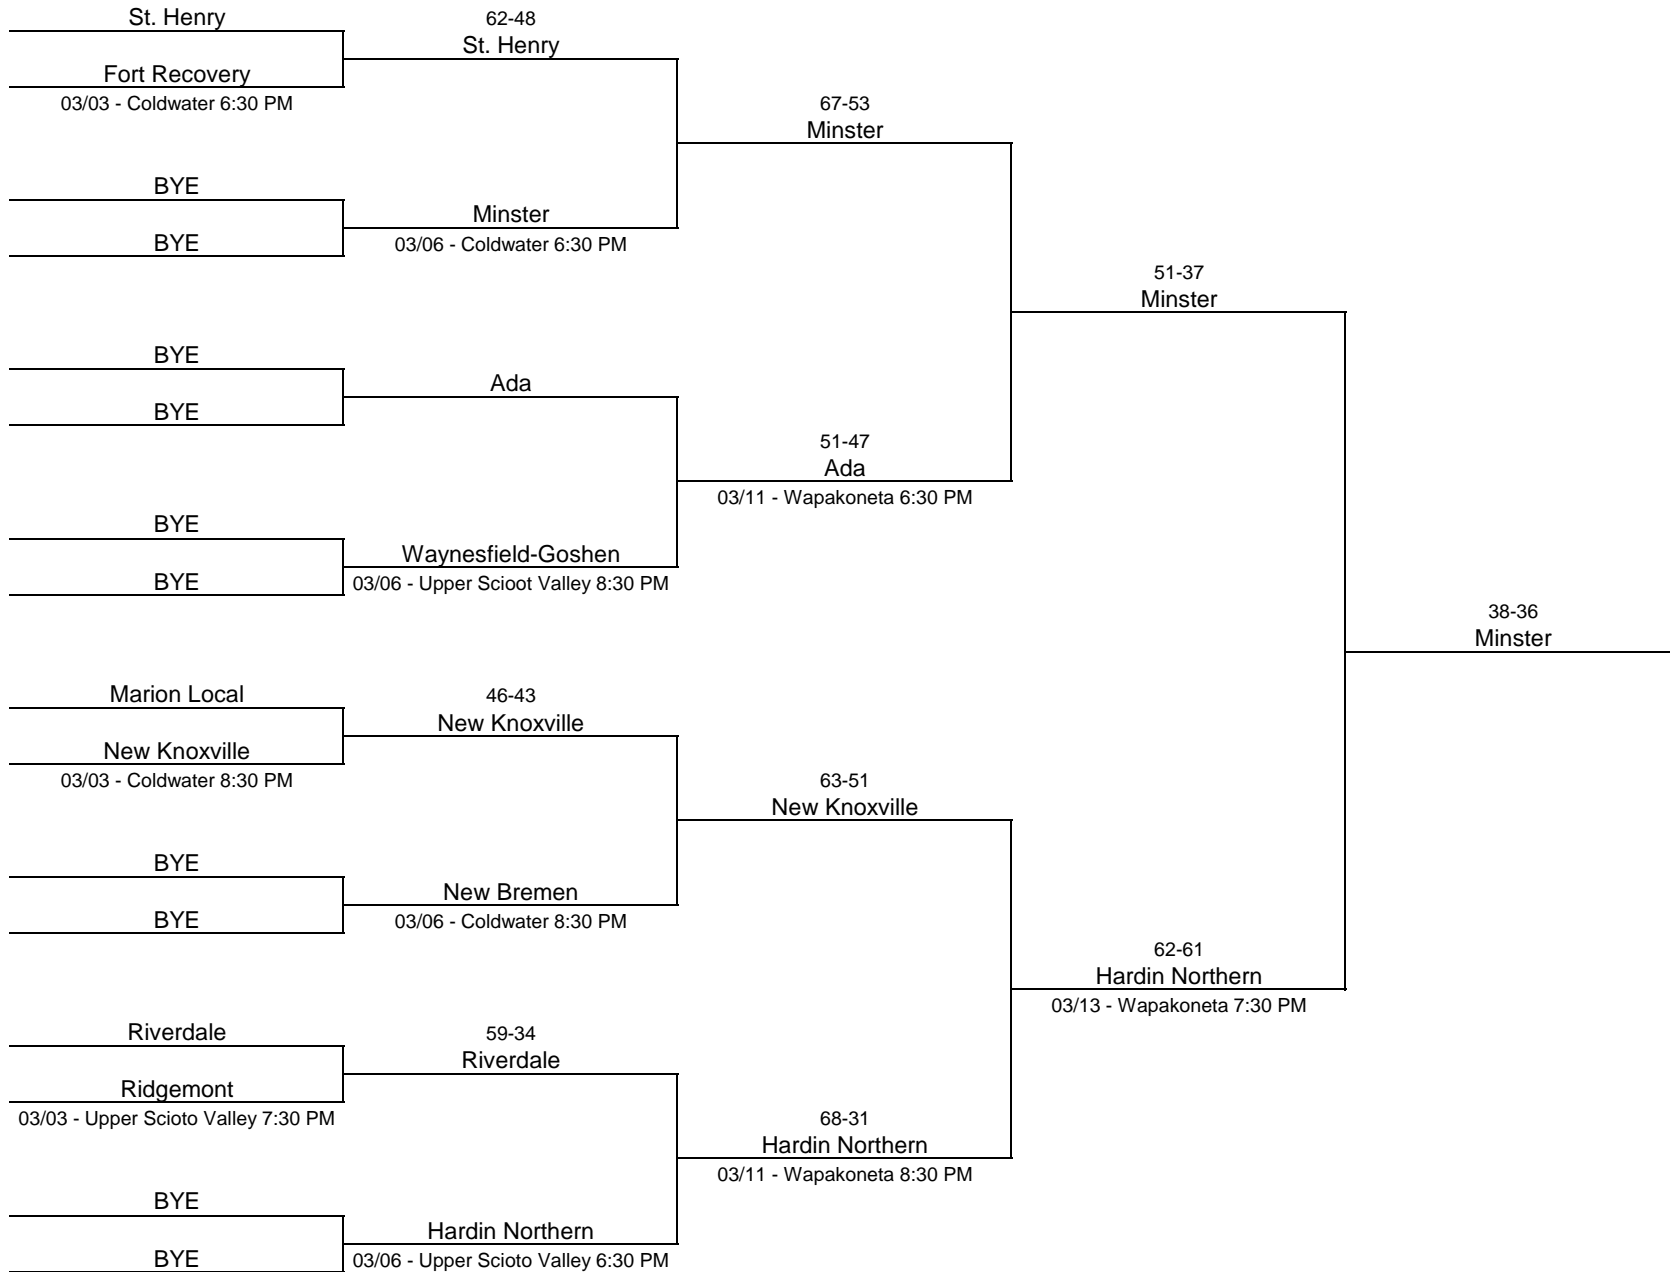 St. Henry
62-48
St. Henry
Fort Recovery
03/03 - Coldwater 6:30 PM
67-53
Minster
BYE
Minster
BYE
03/06 - Coldwater 6:30 PM
51-37
Minster
BYE
Ada
BYE
51-47
Ada
03/11 - Wapakoneta 6:30 PM
BYE
Waynesfield-Goshen
BYE
03/06 - Upper Scioot Valley 8:30 PM
38-36
Minster
Marion Local
46-43
New Knoxville
New Knoxville
03/03 - Coldwater 8:30 PM
63-51
New Knoxville
BYE
New Bremen
BYE
03/06 - Coldwater 8:30 PM
62-61
Hardin Northern
03/13 - Wapakoneta 7:30 PM
Riverdale
59-34
Riverdale
Ridgemont
03/03 - Upper Scioto Valley 7:30 PM
68-31
Hardin Northern
03/11 - Wapakoneta 8:30 PM
BYE
Hardin Northern
BYE
03/06 - Upper Scioto Valley 6:30 PM